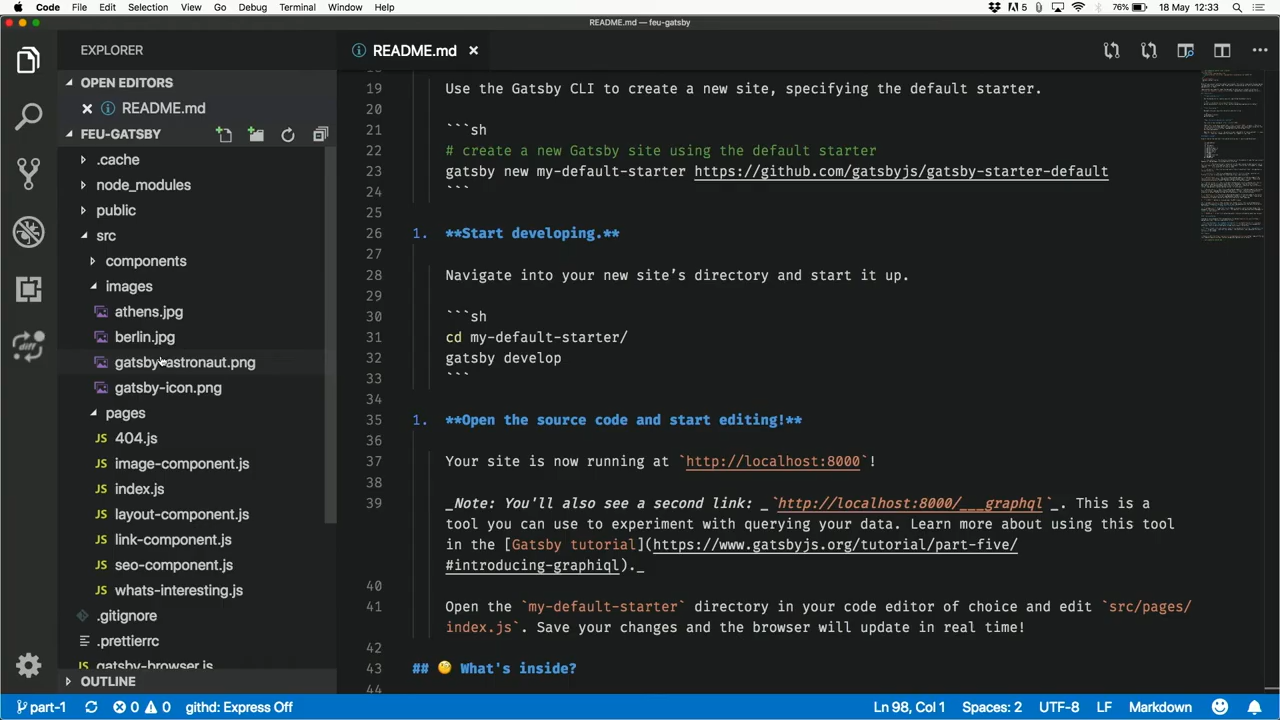 Code File Edit Selection View Go Debug Terminal Window Help 5 76% 18 May 12:33
README.md — feu-gatsby
EXPLORER
OPEN EDITORS
README.md
FEU-GATSBY
.cache
node_modules
public
src
components
images
athens.jpg
berlin.jpg
gatsby-astronaut.png
gatsby-icon.png
pages
404.js
image-component.js
index.js
layout-component.js
link-component.js
seo-component.js
whats-interesting.js
.gitignore
.prettierrc
gatsby-browser.js
OUTLINE
README.md
18
19 Use the Gatsby CLI to create a new site, specifying the default starter.
20
21 ```sh
22 # create a new Gatsby site using the default starter
23 gatsby new my-default-starter https://github.com/gatsbyjs/gatsby-starter-default
24 ```
25
26 1. **Start developing.**
27
28 Navigate into your new site’s directory and start it up.
29
30 ```sh
31 cd my-default-starter/
32 gatsby develop
33 ```
34
35 1. **Open the source code and start editing!**
36
37 Your site is now running at `http://localhost:8000`!
38
39 _Note: You'll also see a second link: _`http://localhost:8000/___graphql`_. This is a
tool you can use to experiment with querying your data. Learn more about using this tool
in the [Gatsby tutorial](https://www.gatsbyjs.org/tutorial/part-five/
#introducing-graphiql)._
40
41 Open the `my-default-starter` directory in your code editor of choice and edit `src/pages/
index.js`. Save your changes and the browser will update in real time!
42
43 ## 🧐 What's inside?
44
part-1 0 0 githd: Express Off Ln 98, Col 1 Spaces: 2 UTF-8 LF Markdown